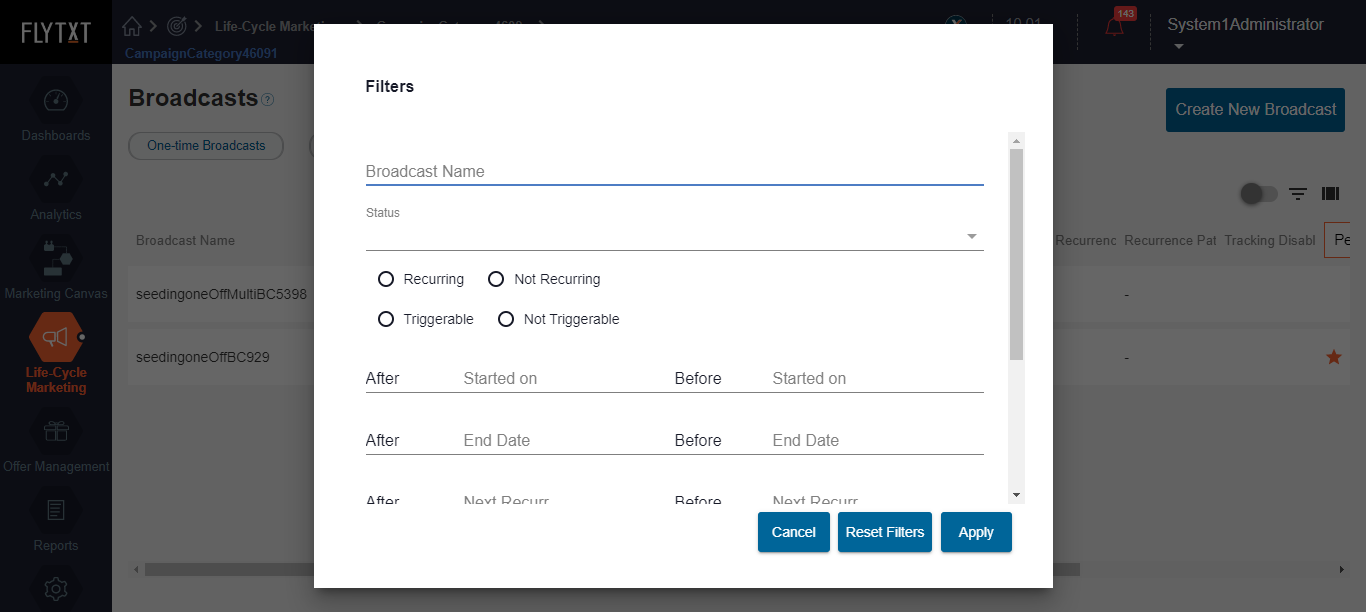 FLYTXT
Life-Cycle Marke
CampaignCategory46091
143
System1Administrator
Dashboards
Analytics
Marketing Canvas
Life-Cycle
Marketing
Offer Management
Reports
Broadcasts
?
One-time Broadcasts
Create New Broadcast
Broadcast Name
Recurrenc
Recurrence Pat
Tracking Disabl
Pe
seedingoneOffMultiBC5398
-
seedingoneOffBC929
-
Filters
Broadcast Name
Status
Recurring Not Recurring
Triggerable Not Triggerable
After Started on Before Started on
After End Date Before End Date
After Next Recurr Before Next Recurr
Cancel Reset Filters Apply